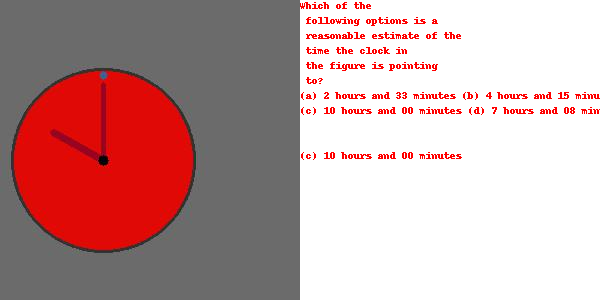 Which of the
following options is a
reasonable estimate of the
time the clock in
the figure is pointing
to?
(a) 2 hours and 33 minutes (b) 4 hours and 15 minu
(c) 10 hours and 00 minutes (d) 7 hours and 08 min
(c) 10 hours and 00 minutes